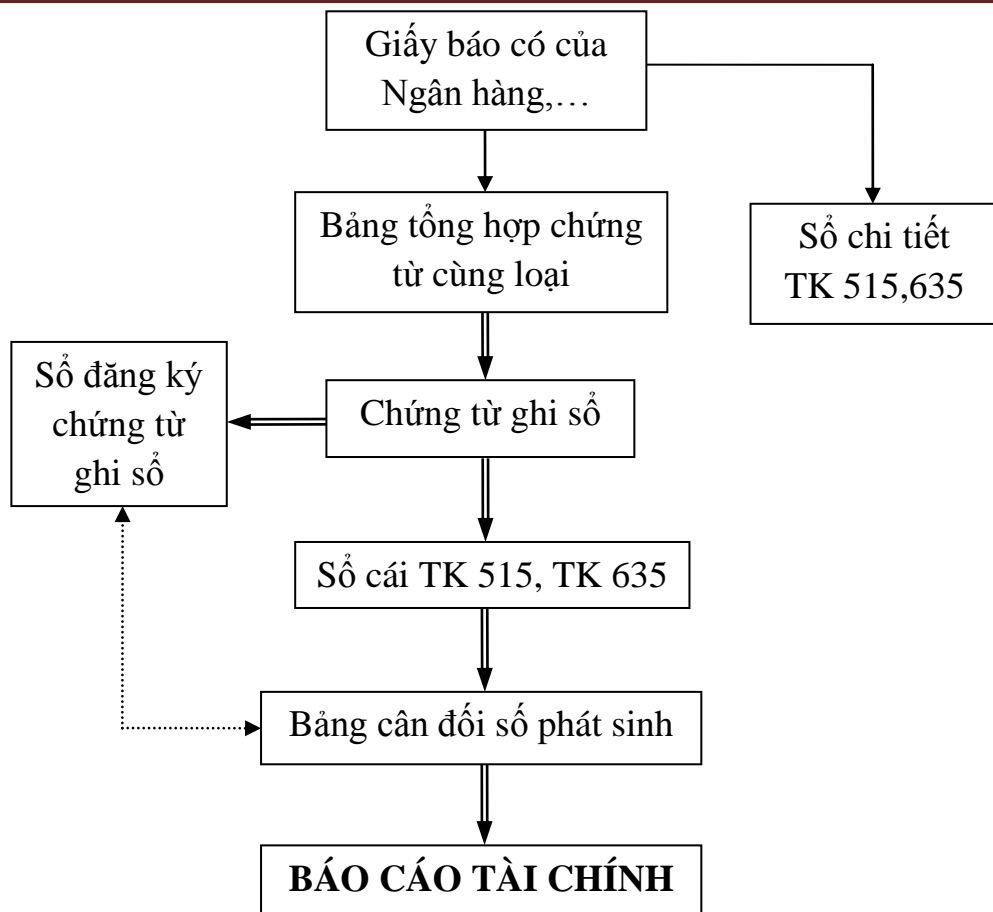 Giấy báo có của
Ngân hàng,…
Bảng tổng hợp chứng
từ cùng loại
Sổ chi tiết
TK 515,635
Sổ đăng ký
chứng từ
ghi sổ
Chứng từ ghi sổ
Sổ cái TK 515, TK 635
Bảng cân đối số phát sinh
BÁO CÁO TÀI CHÍNH